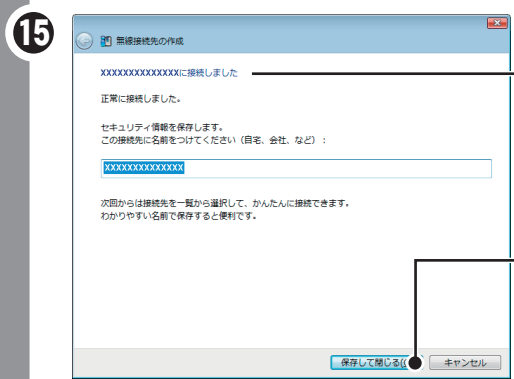 15
無線接続先の作成
XXXXXXXXXXXXXXに接続しました
正常に接続しました。
セキュリティ情報を保存します。
この接続先に名前をつけてください（自宅、会社、など）：
XXXXXXXXXXXXXX
次回からは接続先を一覧から選択して、かんたんに接続できます。
わかりやすい名前で保存すると便利です。
保存して閉じる(
キャンセル